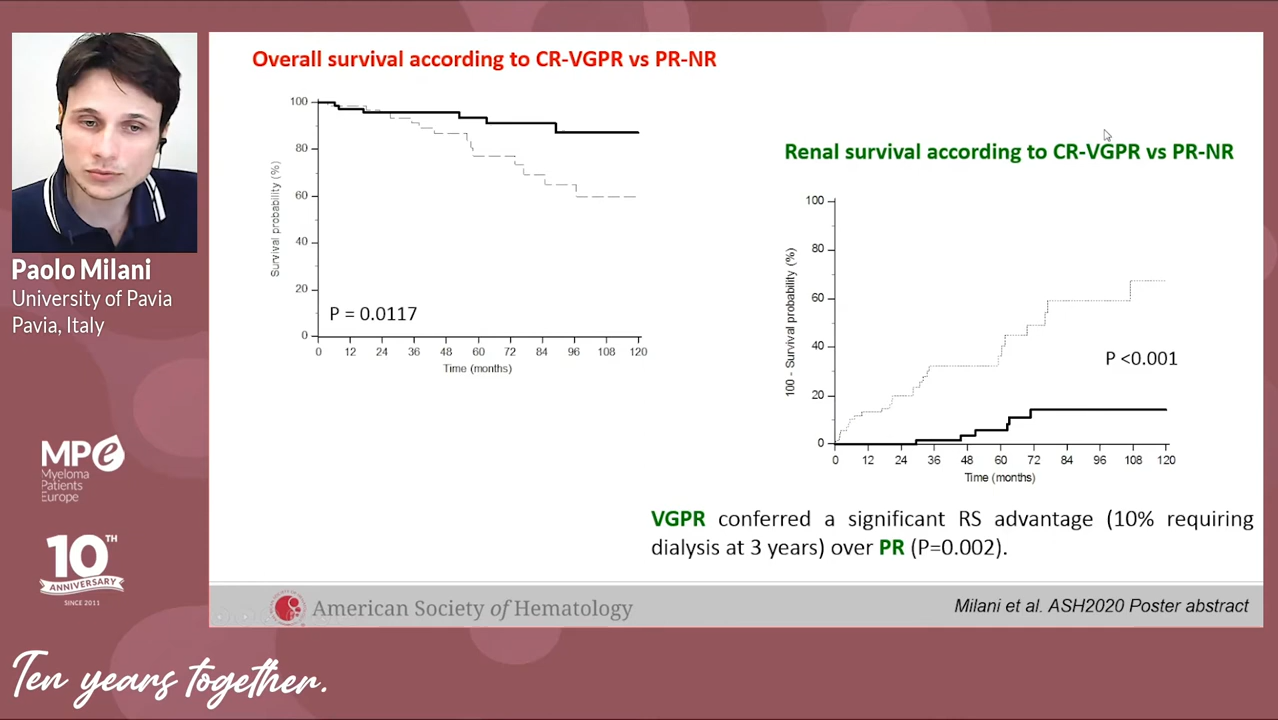 Overall survival according to CR-VGPR vs PR-NR
100
80
60
40
20
0
Survival probability (%)
P = 0.0117
0 12 24 36 48 60 72 84 96 108 120
Time (months)
Renal survival according to CR-VGPR vs PR-NR
100
80
60
40
20
0
100 - Survival probability (%)
P <0.001
0 12 24 36 48 60 72 84 96 108 120
Time (months)
VGPR conferred a significant RS advantage (10% requiring
dialysis at 3 years) over PR (P=0.002).
American Society of Hematology
Milani et al. ASH2020 Poster abstract
Paolo Milani
University of Pavia
Pavia, Italy
MPe
Myeloma
Patients
Europe
10TH
ANNIVERSARY
SINCE 2011
Ten years together.